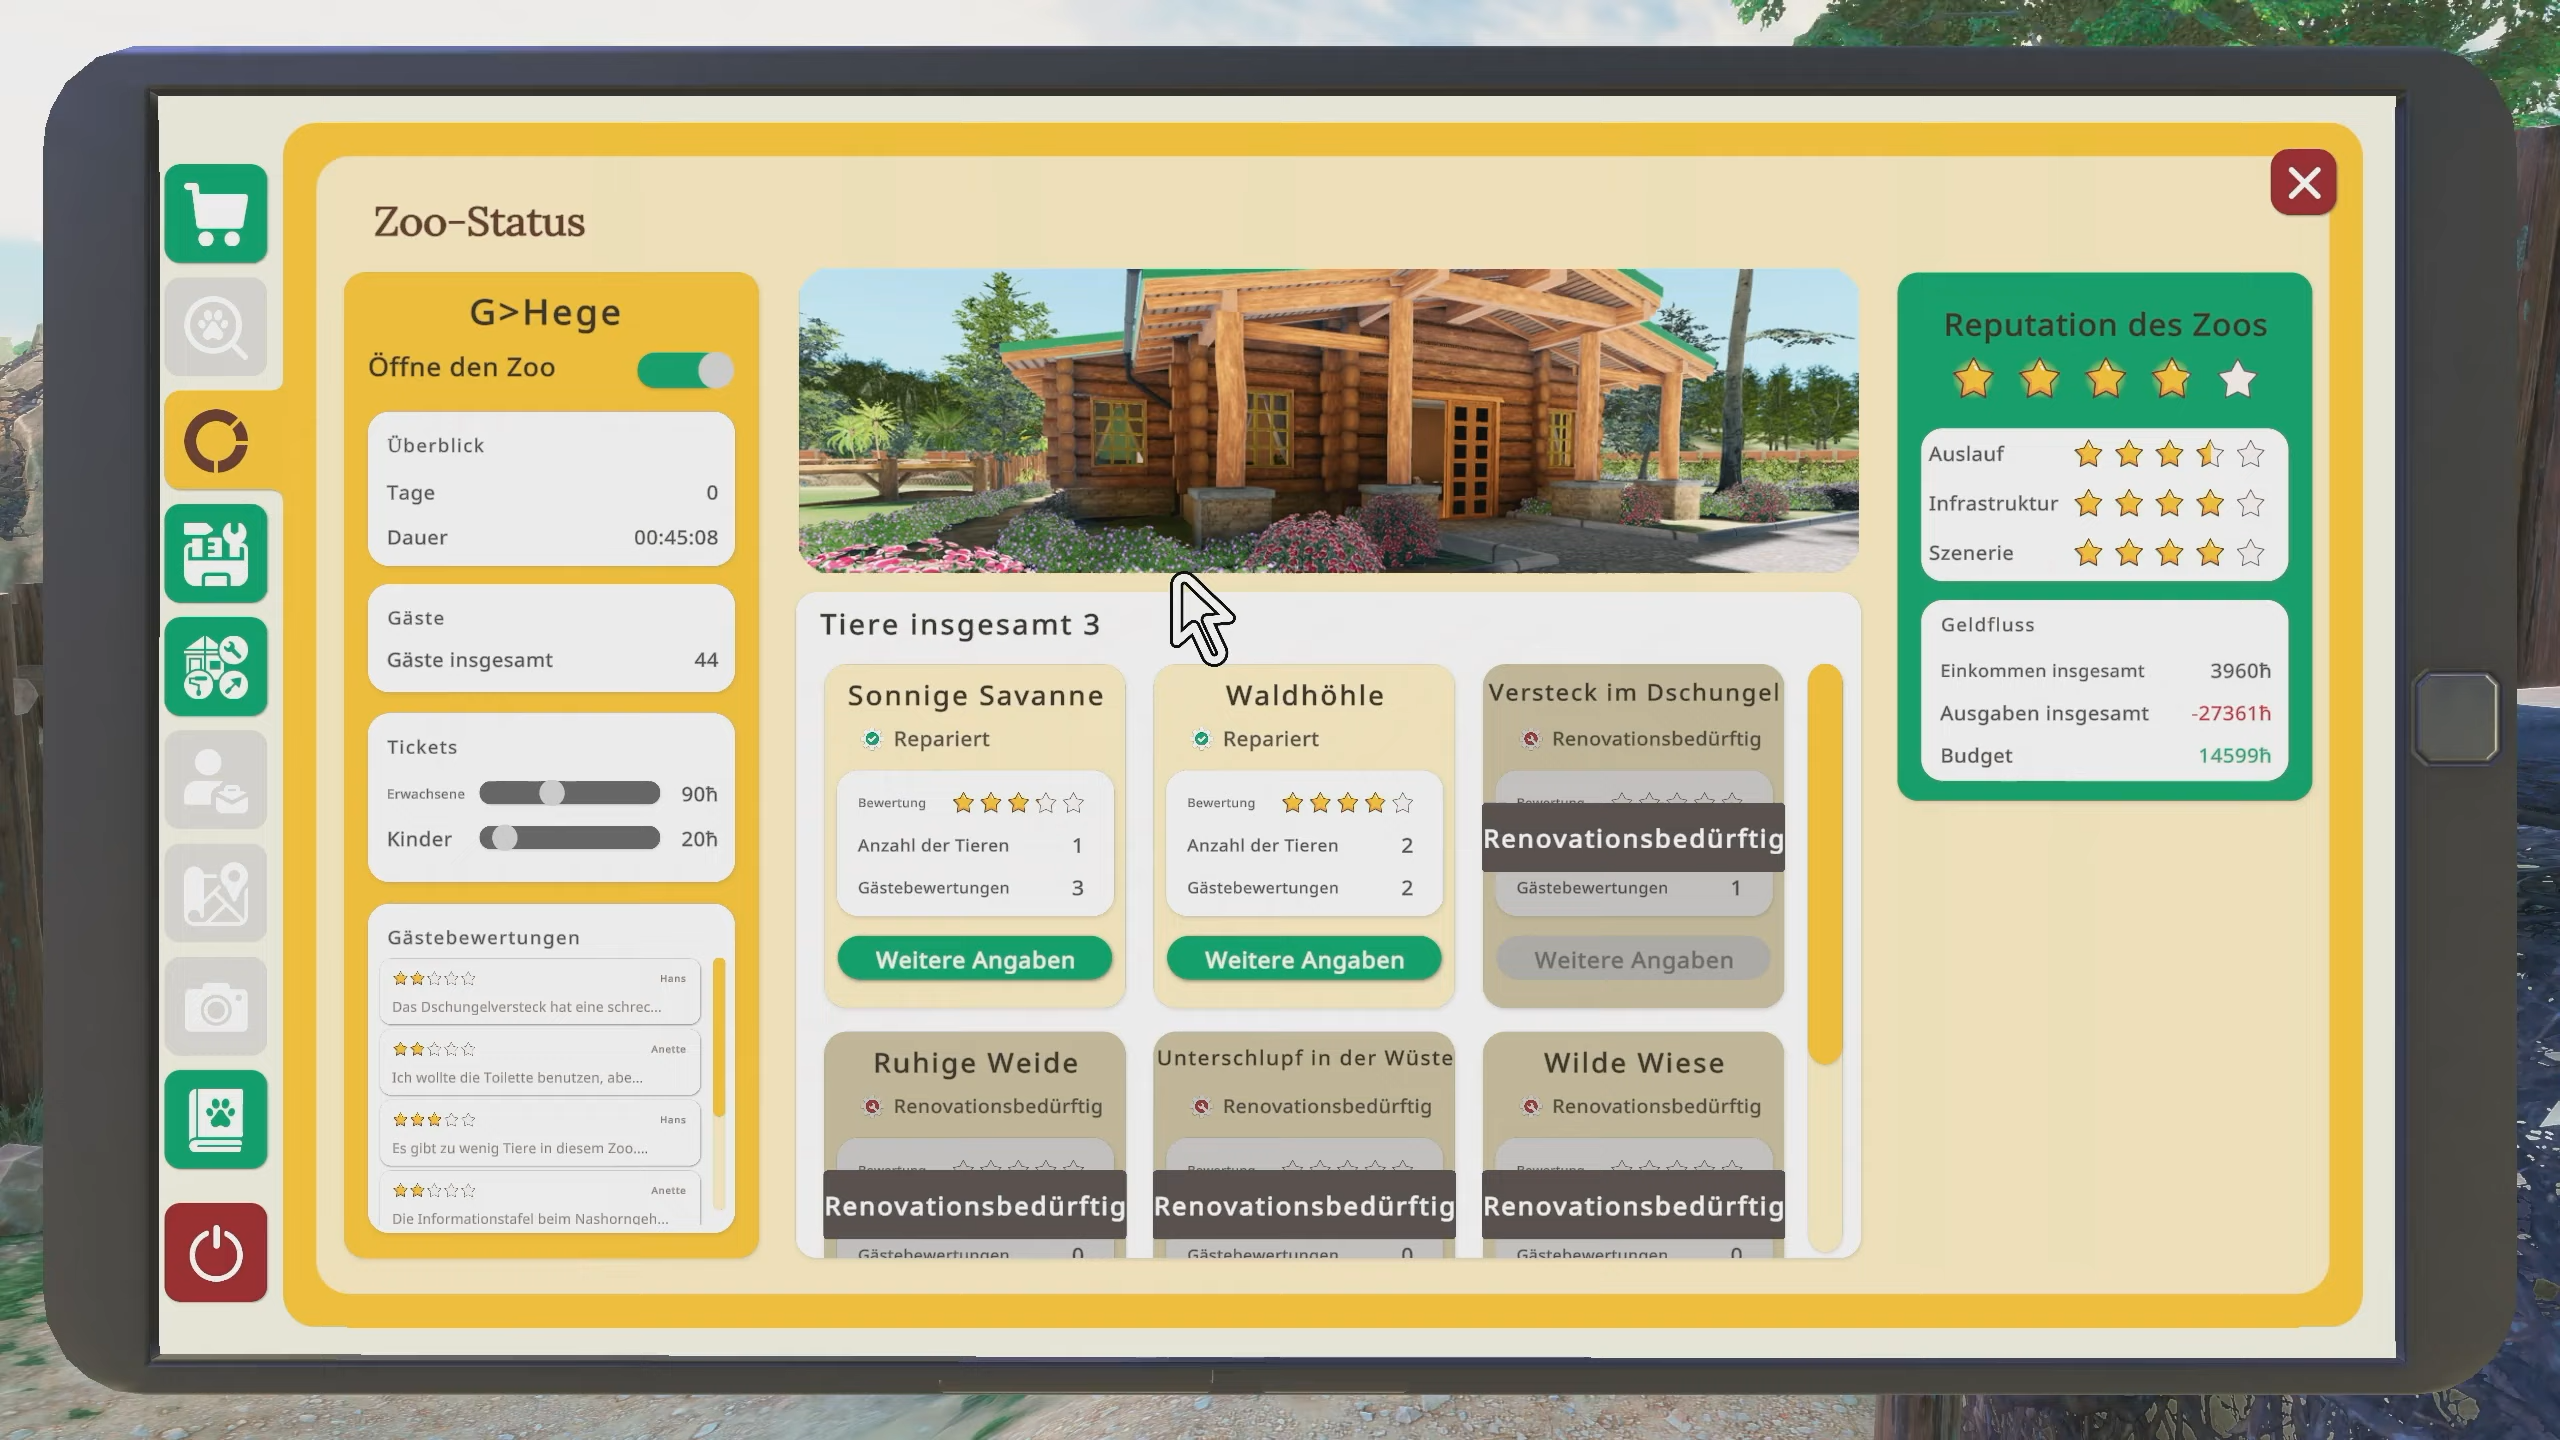 Zoo-Status
G>Hege
Öffne den Zoo
Überblick
Tage 0
Dauer 00:45:08
Gäste
Gäste insgesamt 44
Tickets
Erwachsene 90ħ
Kinder 20ħ
Gästebewertungen
Hans
Das Dschungelversteck hat eine schrec...
Anette
Ich wollte die Toilette benutzen, abe...
Hans
Es gibt zu wenig Tiere in diesem Zoo....
Anette
Die Informationstafel beim Nashorngeh...
Tiere insgesamt 3
Sonnige Savanne
Repariert
Bewertung
Anzahl der Tieren 1
Gästebewertungen 3
Weitere Angaben
Waldhöhle
Repariert
Bewertung
Anzahl der Tieren 2
Gästebewertungen 2
Weitere Angaben
Versteck im Dschungel
Renovationsbedürftig
Bewertung
Renovationsbedürftig
Gästebewertungen 1
Weitere Angaben
Ruhige Weide
Renovationsbedürftig
Bewertung
Renovationsbedürftig
Gästebewertungen 0
Unterschlupf in der Wüste
Renovationsbedürftig
Bewertung
Renovationsbedürftig
Gästebewertungen 0
Wilde Wiese
Renovationsbedürftig
Bewertung
Renovationsbedürftig
Gästebewertungen 0
Reputation des Zoos
Auslauf
Infrastruktur
Szenerie
Geldfluss
Einkommen insgesamt 3960ħ
Ausgaben insgesamt -27361ħ
Budget 14599ħ